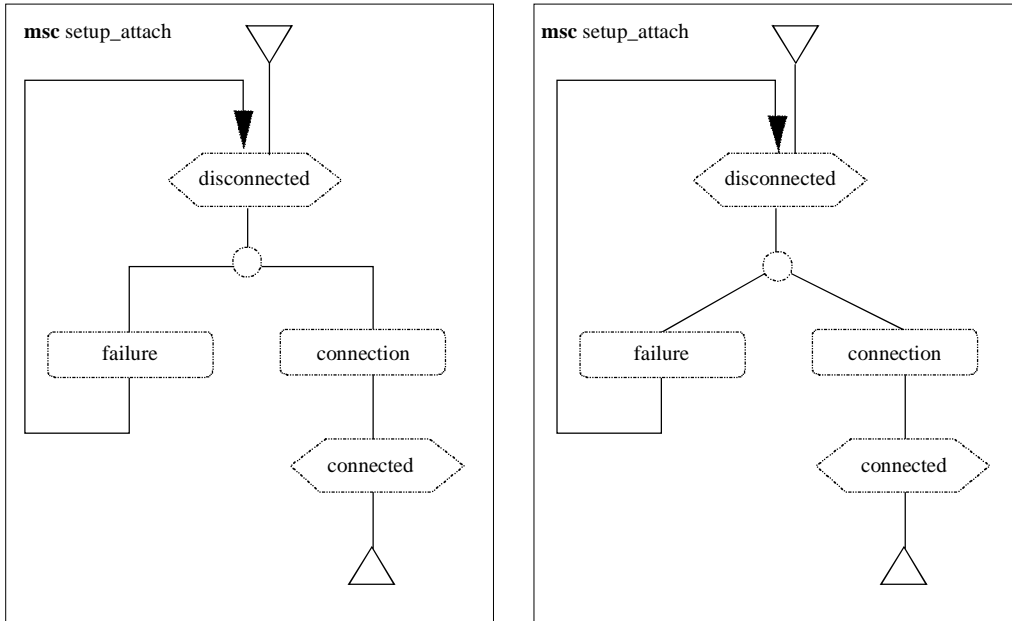 msc setup_attach
disconnected
failure
connection
connected
msc setup_attach
disconnected
failure
connection
connected